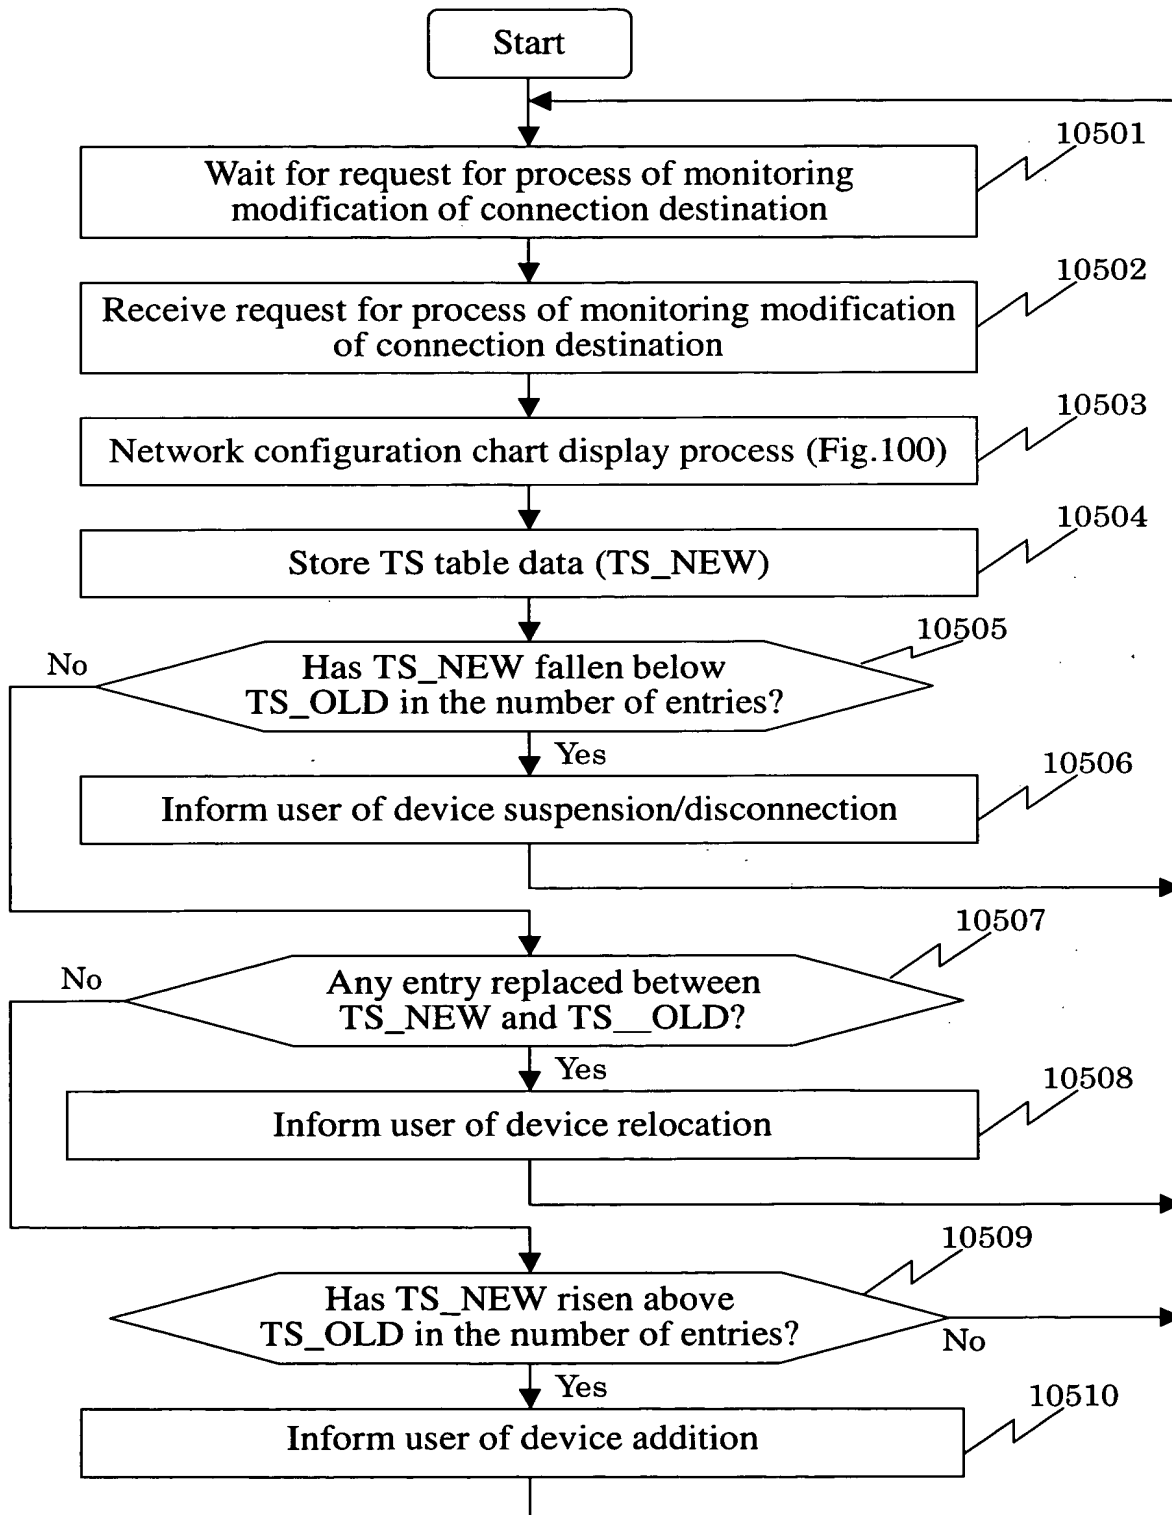 Start
10501
Wait for request for process of monitoring
modification of connection destination
10502
Receive request for process of monitoring modification
of connection destination
10503
Network configuration chart display process (Fig.100)
10504
Store TS table data (TS_NEW)
10505
No
Has TS_NEW fallen below
TS_OLD in the number of entries?
Yes
10506
Inform user of device suspension/disconnection
10507
No
Any entry replaced between
TS_NEW and TS__OLD?
Yes
10508
Inform user of device relocation
10509
Has TS_NEW risen above
TS_OLD in the number of entries?
No
Yes
10510
Inform user of device addition